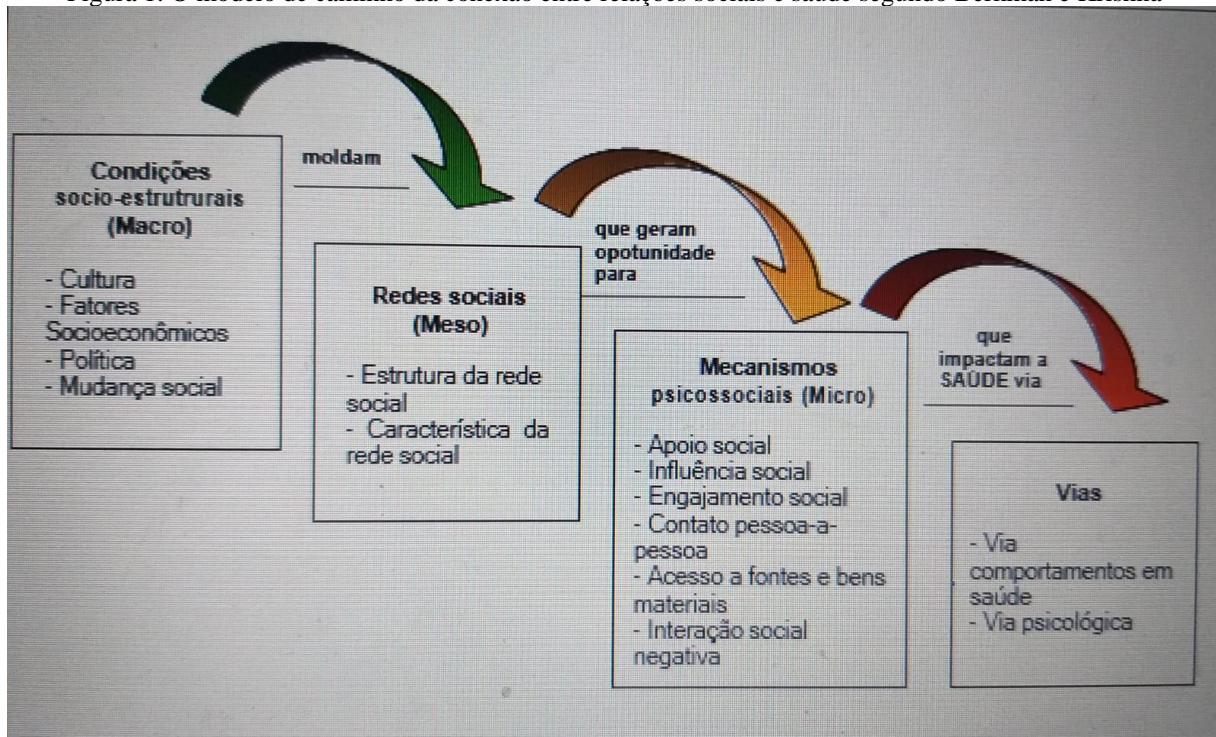 Condições
socio-estrutrurais
(Macro)
- Cultura
- Fatores
Socioeconômicos
- Política
- Mudança social
moldam
Redes sociais
(Meso)
- Estrutura da rede
social
- Característica da
rede social
que geram
opotunidade
para
Mecanismos
psicossociais (Micro)
- Apoio social
- Influência social
- Engajamento social
- Contato pessoa-a-
pessoa
- Acesso a fontes e bens
materiais
- Interação social
negativa
que
impactam a
SAÚDE via
Vias
- Via
comportamentos em
saúde
- Via psicológica